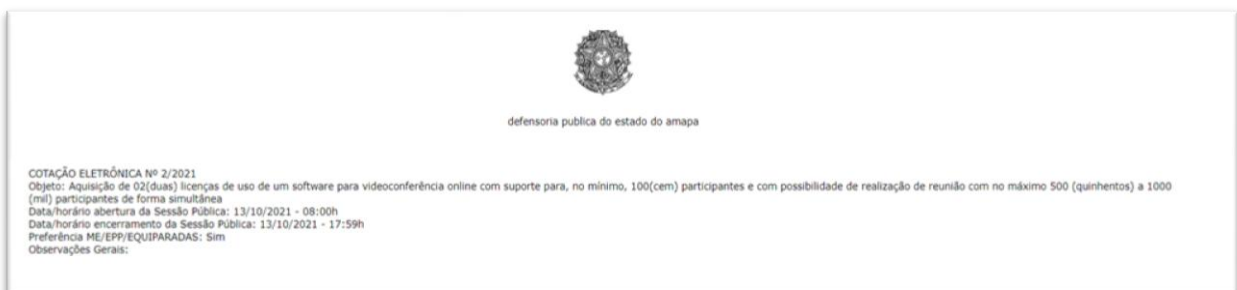 defensoria publica do estado do amapa
COTAÇÃO ELETRÔNICA Nº 2/2021
Objeto: Aquisição de 02(duas) licenças de uso de um software para videoconferência online com suporte para, no mínimo, 100(cem) participantes e com possibilidade de realização de reunião com no máximo 500 (quinhentos) a 1000
(mil) participantes de forma simultânea
Data/horário abertura da Sessão Pública: 13/10/2021 - 08:00h
Data/horário encerramento da Sessão Pública: 13/10/2021 - 17:59h
Preferência ME/EPP/EQUIPARADAS: Sim
Observações Gerais: